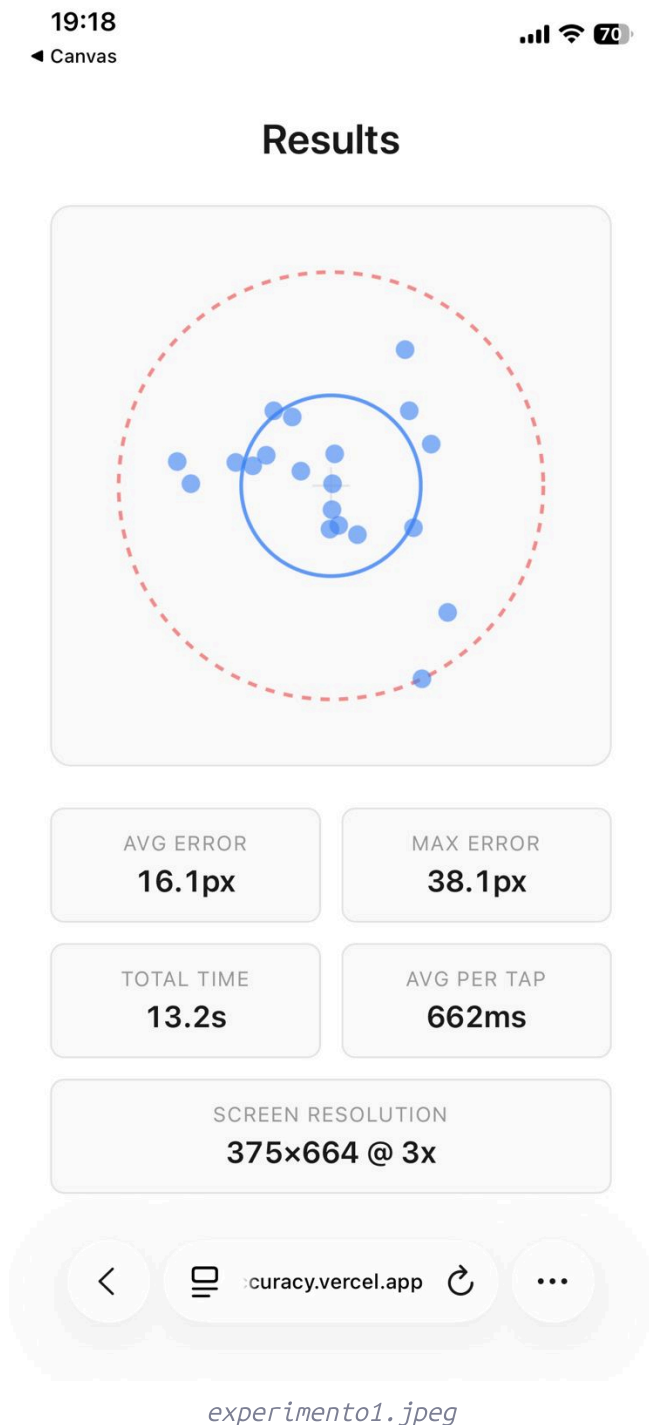 19:18
70
◀ Canvas
Results
AVG ERROR
16.1px
MAX ERROR
38.1px
TOTAL TIME
13.2s
AVG PER TAP
662ms
SCREEN RESOLUTION
375×664 @ 3x
curacy.vercel.app
experimento1.jpeg